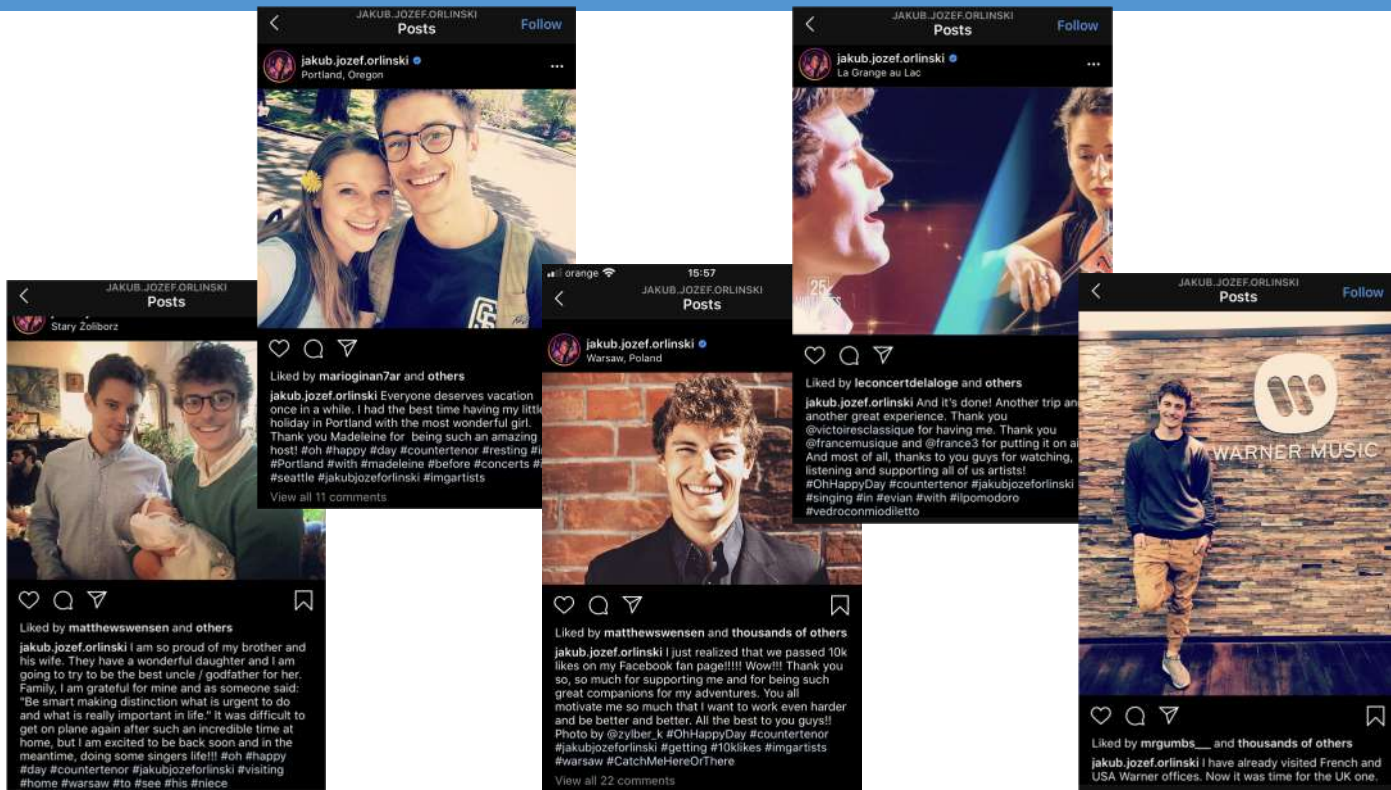 JAKUB.JOZEF.ORLINSKI
Posts
Stary Żoliborz
Liked by matthewswensen and others
jakub.jozef.orlinski I am so proud of my brother and
his wife. They have a wonderful daughter and I am
going to try to be the best uncle / godfather for her.
Family, I am grateful for mine and as someone said:
"Be smart making distinction what is urgent to do
and what is really important in life." It was difficult to
get on plane again after such an incredible time at
home, but I am excited to be back soon and in the
meantime, doing some singers life!!! #oh #happy
#day #countertenor #jakubjozeforlinski #visiting
#home #warsaw #to #see #his #niece
JAKUB.JOZEF.ORLINSKI
Posts
Follow
jakub.jozef.orlinski
Portland, Oregon
Liked by marioginan7ar and others
jakub.jozef.orlinski Everyone deserves vacation
once in a while. I had the best time having my little
holiday in Portland with the most wonderful girl.
Thank you Madeleine for being such an amazing
host! #oh #happy #day #countertenor #resting
#Portland #with #madeleine #before #concerts
#seattle #jakubjozeforlinski #imgartists
View all 11 comments
orange
15:57
JAKUB.JOZEF.ORLINSKI
Posts
jakub.jozef.orlinski
Warsaw, Poland
Liked by matthewswensen and thousands of others
jakub.jozef.orlinski I just realized that we passed 10k
likes on my Facebook fan page!!!!! Wow!!! Thank you
so, so much for supporting me and for being such
great companions for my adventures. You all
motivate me so much that I want to work even harder
and be better and better. All the best to you guys!!
Photo by @zylber_k #OhHappyDay #countertenor
#jakubjozeforlinski #getting #10klikes #imgartists
#warsaw #CatchMeHereOrThere
View all 22 comments
JAKUB.JOZEF.ORLINSKI
Posts
Follow
jakub.jozef.orlinski
La Grange au Lac
Liked by leconcertdelaloge and others
jakub.jozef.orlinski And it's done! Another trip an
another great experience. Thank you
@victoiresclassique for having me. Thank you
@francemusique and @france3 for putting it on ai
And most of all, thanks to you guys for watching,
listening and supporting all of us artists!
#OhHappyDay #countertenor #jakubjozeforlinski
#singing #in #evian #with #ilpomodoro
#vedroconmiodiletto
JAKUB.JOZEF.ORLINSKI
Posts
Follow
WARNER MUSIC
Liked by mrgumbs___ and thousands of others
jakub.jozef.orlinski I have already visited French and
USA Warner offices. Now it was time for the UK one.